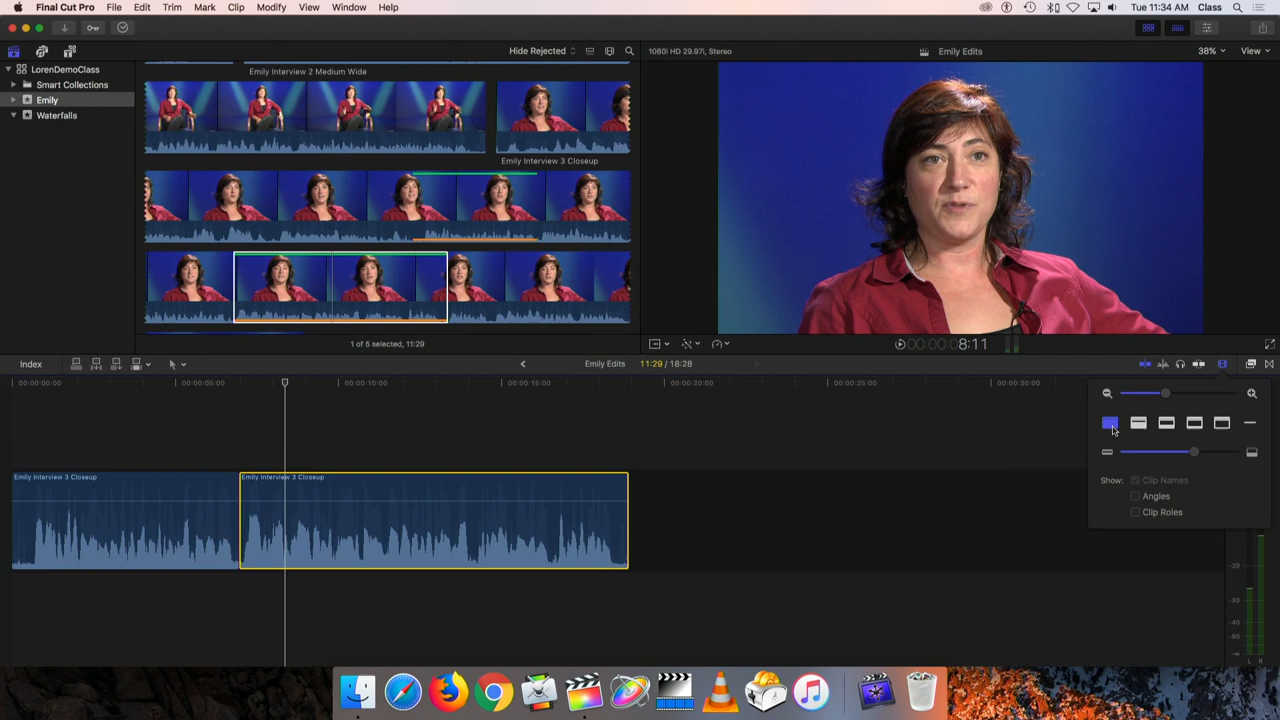 Final Cut Pro File Edit Trim Mark Clip Modify View Window Help Tue 11:34 AM Class
Hide Rejected 1080i HD 29.97i, Stereo Emily Edits 38% View
LorenDemoClass
Smart Collections
Emily
Waterfalls
Emily Interview 2 Medium Wide
Emily Interview 3 Closeup
1 of 5 selected, 11:29
00:00:00:08:11
Index Emily Edits 11:29 / 18:28
00:00:00:00 00:00:05:00 00:00:10:00 00:00:15:00 00:00:20:00 00:00:25:00 00:00:30:00
Emily Interview 3 Closeup Emily Interview 3 Closeup
Show: Clip Names
Angles
Clip Roles
-20
-30
-40
-50
-∞
L R